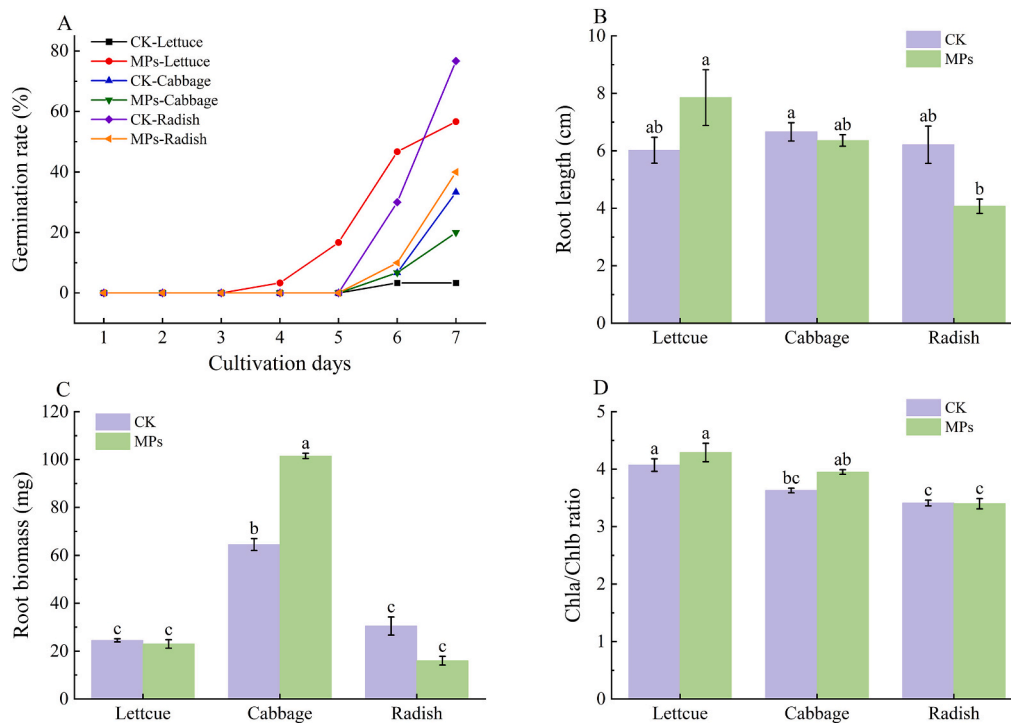 A
CK-Lettuce
MPs-Lettuce
CK-Cabbage
MPs-Cabbage
CK-Radish
MPs-Radish
Germination rate (%)
80
60
40
20
0
1 2 3 4 5 6 7
Cultivation days
B
CK
MPs
Root length (cm)
10
8
6
4
2
0
ab a a ab ab b
Lettcue Cabbage Radish
C
CK
MPs
Root biomass (mg)
120
100
80
60
40
20
0
c c b a c c
Lettcue Cabbage Radish
D
CK
MPs
Chla/Chlb ratio
5
4
3
2
1
0
a a bc ab c c
Lettcue Cabbage Radish